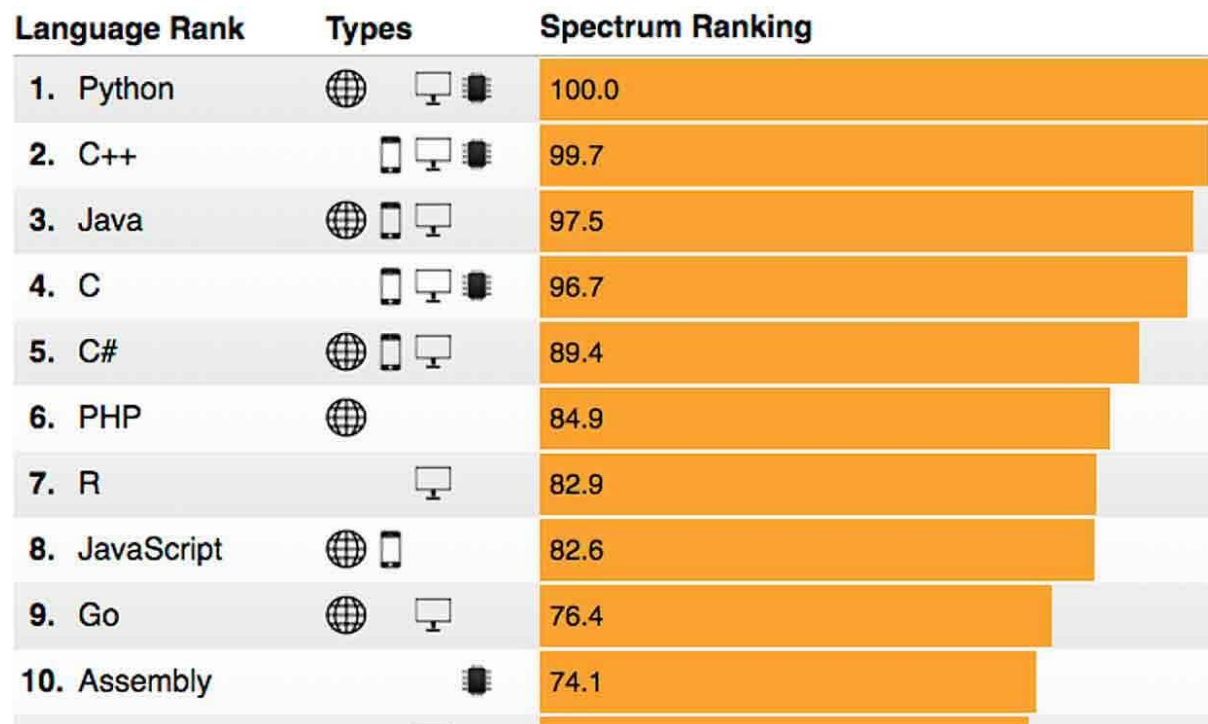 Language Rank Types Spectrum Ranking
1. Python 100.0
2. C++ 99.7
3. Java 97.5
4. C 96.7
5. C# 89.4
6. PHP 84.9
7. R 82.9
8. JavaScript 82.6
9. Go 76.4
10. Assembly 74.1